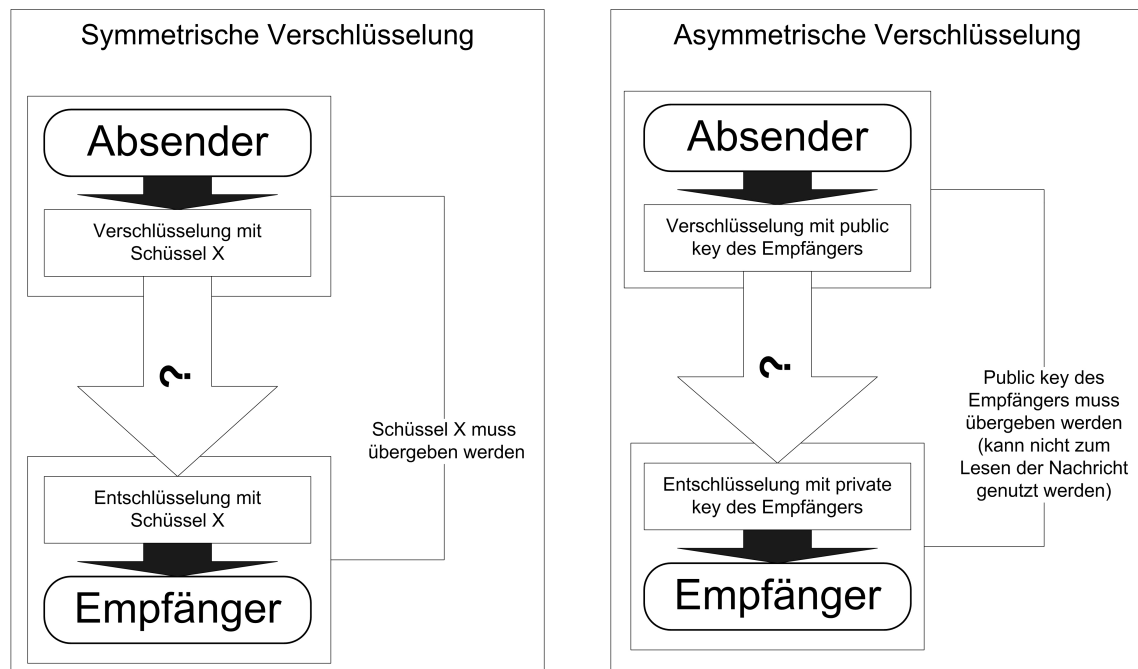 Symmetrische Verschlüsselung
Absender
Verschlüsselung mit
Schüssel X
?
Schüssel X muss
übergeben werden
Entschlüsselung mit
Schüssel X
Empfänger
Asymmetrische Verschlüsselung
Absender
Verschlüsselung mit public
key des Empfängers
?
Public key des
Empfängers muss
übergeben werden
(kann nicht zum
Lesen der Nachricht
genutzt werden)
Entschlüsselung mit private
key des Empfängers
Empfänger